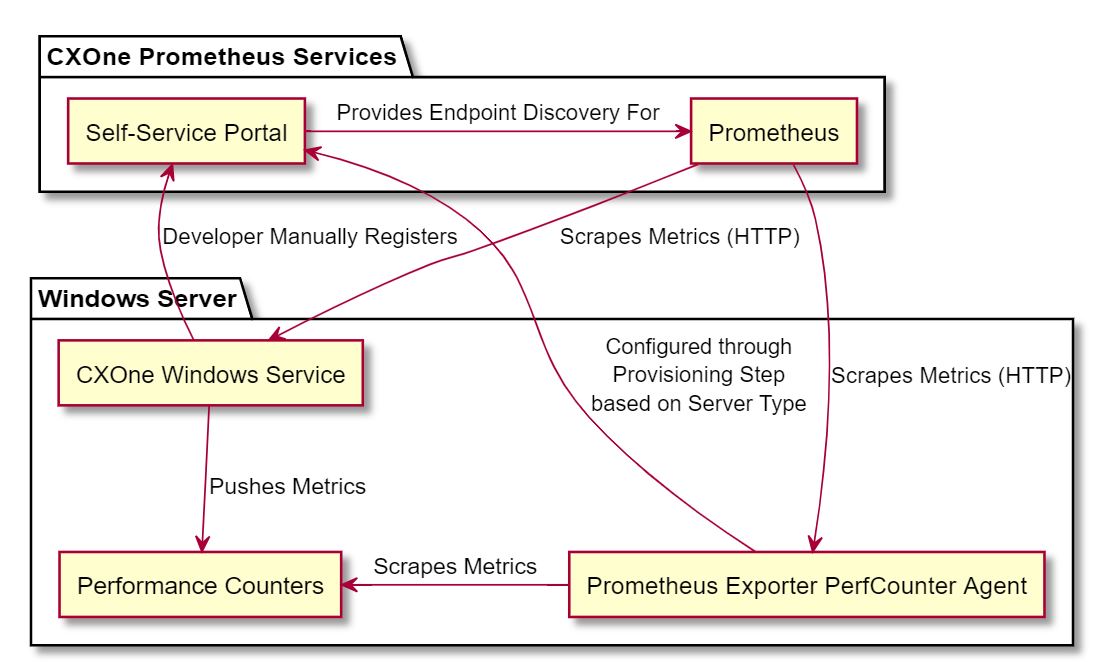 CXOne Prometheus Services
Provides Endpoint Discovery For
Self-Service Portal
Prometheus
Developer Manually Registers
Scrapes Metrics (HTTP)
Windows Server
Configured through
Provisioning Step
based on Server Type
CXOne Windows Service
Scrapes Metrics (HTTP)
Pushes Metrics
Scrapes Metrics
Performance Counters
Prometheus Exporter PerfCounter Agent